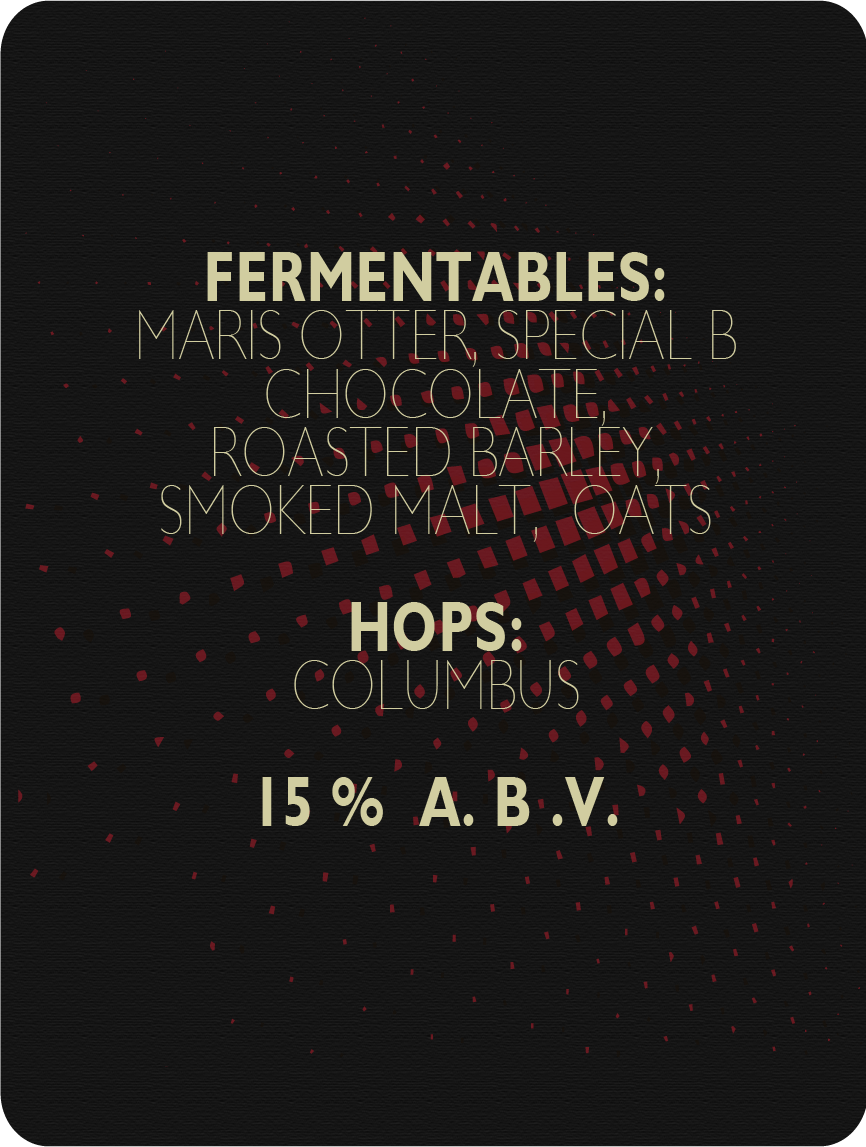 FERMENTABLES:
MARIS OTTER, SPECIAL B
CHOCOLATE,
ROASTED BARLEY,
SMOKED MALT, OATS
HOPS:
COLUMBUS
15 % A. B .V.